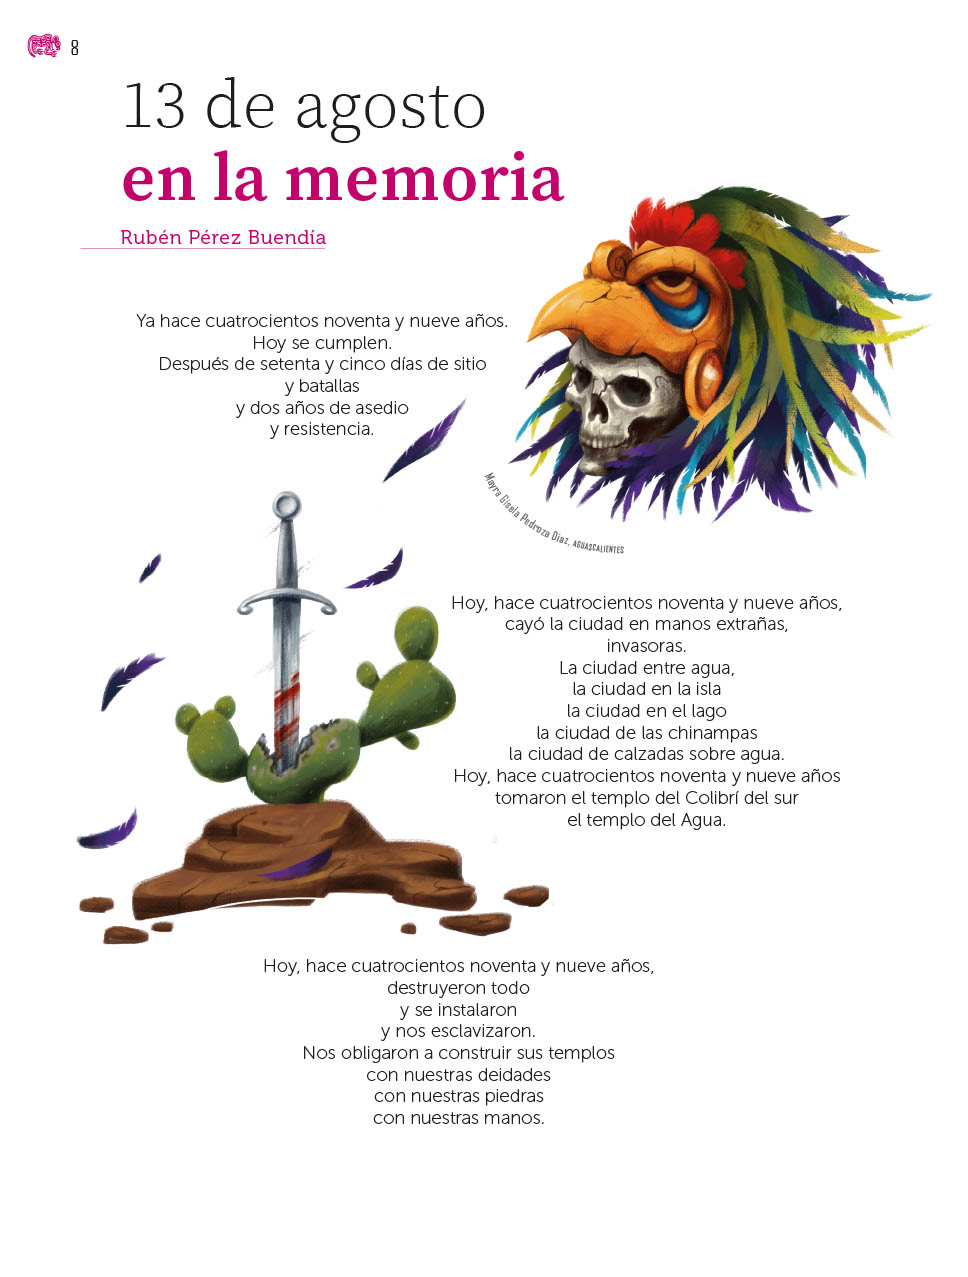 8
13 de agosto
en la memoria
Rubén Pérez Buendía
Ya hace cuatrocientos noventa y nueve años.
Hoy se cumplen.
Después de setenta y cinco días de sitio
y batallas
y dos años de asedio
y resistencia.
Mayra Gisela Pedroza Díaz, AGUASCALIENTES
Hoy, hace cuatrocientos noventa y nueve años,
cayó la ciudad en manos extrañas,
invasoras.
La ciudad entre agua,
la ciudad en la isla
la ciudad en el lago
la ciudad de las chinampas
la ciudad de calzadas sobre agua.
Hoy, hace cuatrocientos noventa y nueve años
tomaron el templo del Colibrí del sur
el templo del Agua.
Hoy, hace cuatrocientos noventa y nueve años,
destruyeron todo
y se instalaron
y nos esclavizaron.
Nos obligaron a construir sus templos
con nuestras deidades
con nuestras piedras
con nuestras manos.